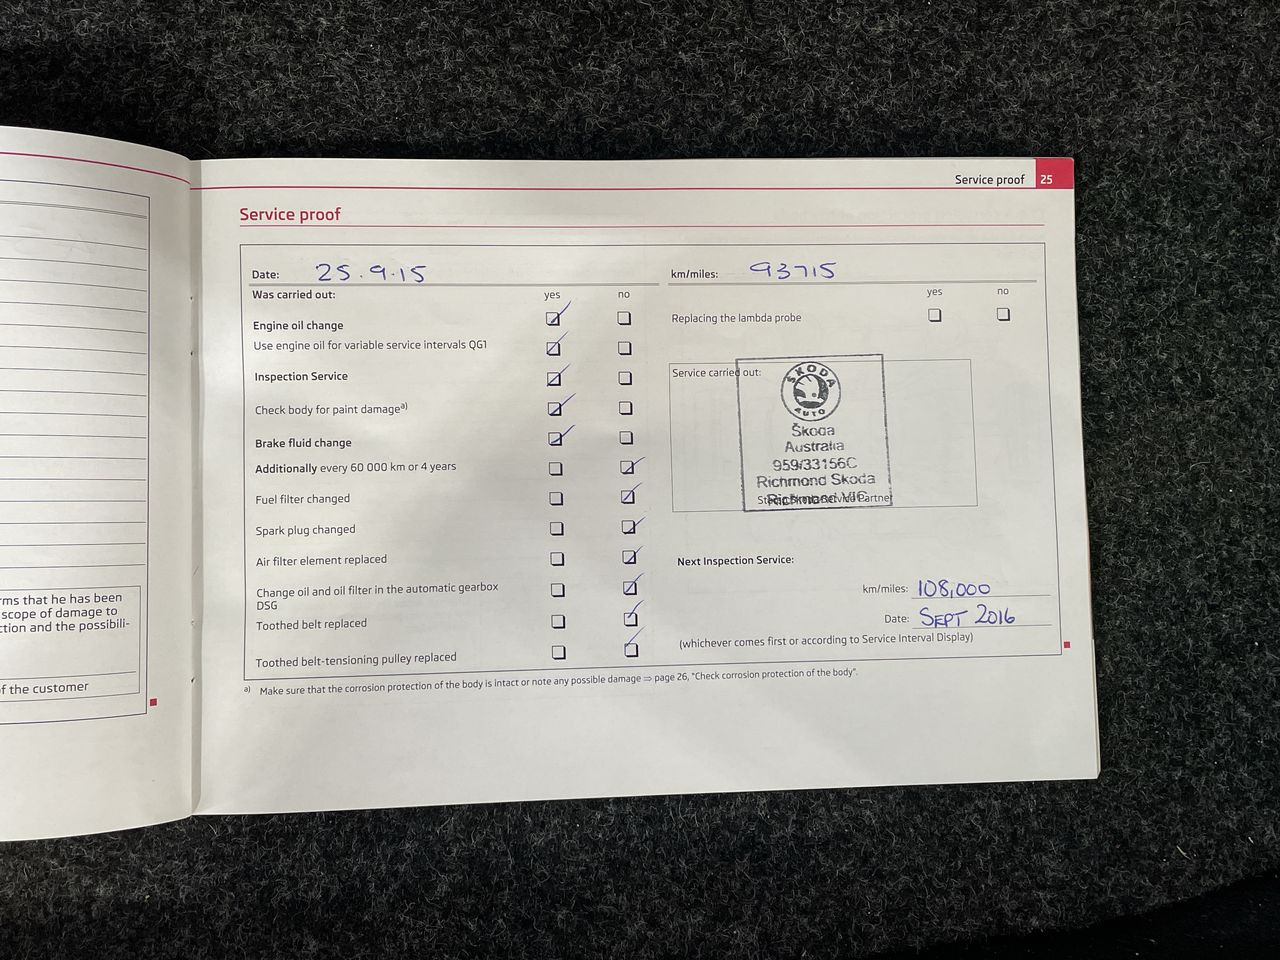 Service proof 25
Service proof
Date: 25.9.15
km/miles: 93715
Was carried out: yes no
yes no
Engine oil change
Replacing the lambda probe
Use engine oil for variable service intervals QG1
Inspection Service
Service carried out:
Check body for paint damage a)
Brake fluid change
Additionally every 60 000 km or 4 years
Fuel filter changed
Spark plug changed
Air filter element replaced
Change oil and oil filter in the automatic gearbox
DSG
Toothed belt replaced
Toothed belt-tensioning pulley replaced
ŠKODA
AUTO
Škoda
Australia
959/33156C
Richmond Skoda
Richmond VIC
Partner
Next Inspection Service:
km/miles: 108,000
Date: SEPT 2016
(whichever comes first or according to Service Interval Display)
a) Make sure that the corrosion protection of the body is intact or note any possible damage ⇒ page 26, "Check corrosion protection of the body".
rms that he has been
scope of damage to
ction and the possibili-
of the customer